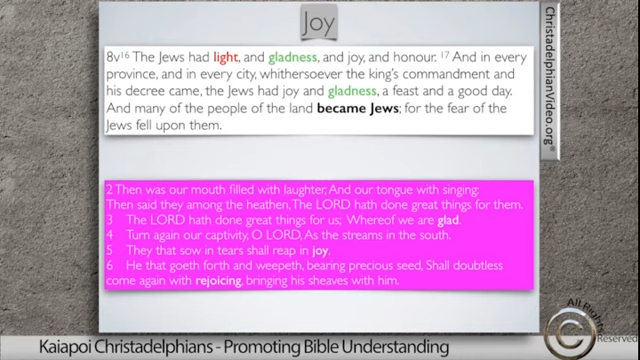 Joy
8v16 The Jews had light, and gladness, and joy, and honour. 17 And in every
province, and in every city, whithersoever the king's commandment and
his decree came, the Jews had joy and gladness, a feast and a good day.
And many of the people of the land became Jews; for the fear of the
Jews fell upon them.
2 Then was our mouth filled with laughter, And our tongue with singing:
Then said they among the heathen, The LORD hath done great things for them.
3 The LORD hath done great things for us; Whereof we are glad.
4 Turn again our captivity, O LORD, As the streams in the south.
5 They that sow in tears shall reap in joy.
6 He that goeth forth and weepeth, bearing precious seed, Shall doubtless
come again with rejoicing, bringing his sheaves with him.
ChristadelphianVideo.org®
All Rights
C
Reserved
Kaiapoi Christadelphians - Promoting Bible Understanding